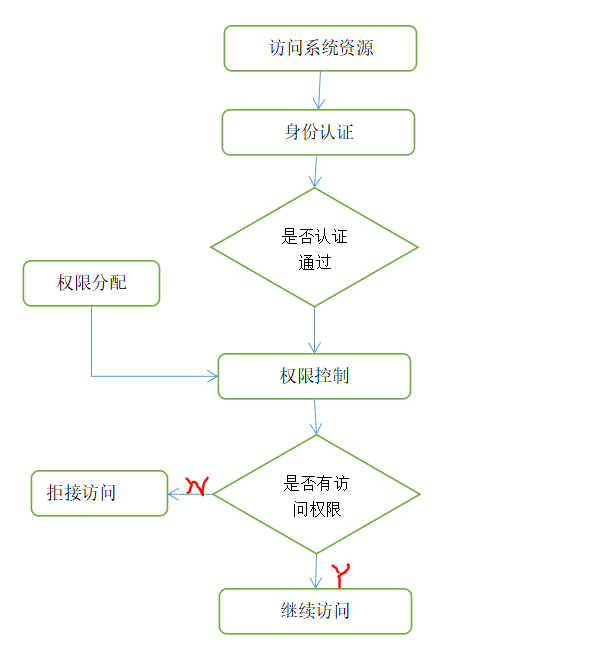 访问系统资源
身份认证
是否认证
通过
权限分配
权限控制
是否有访
问权限
N
拒接访问
Y
继续访问